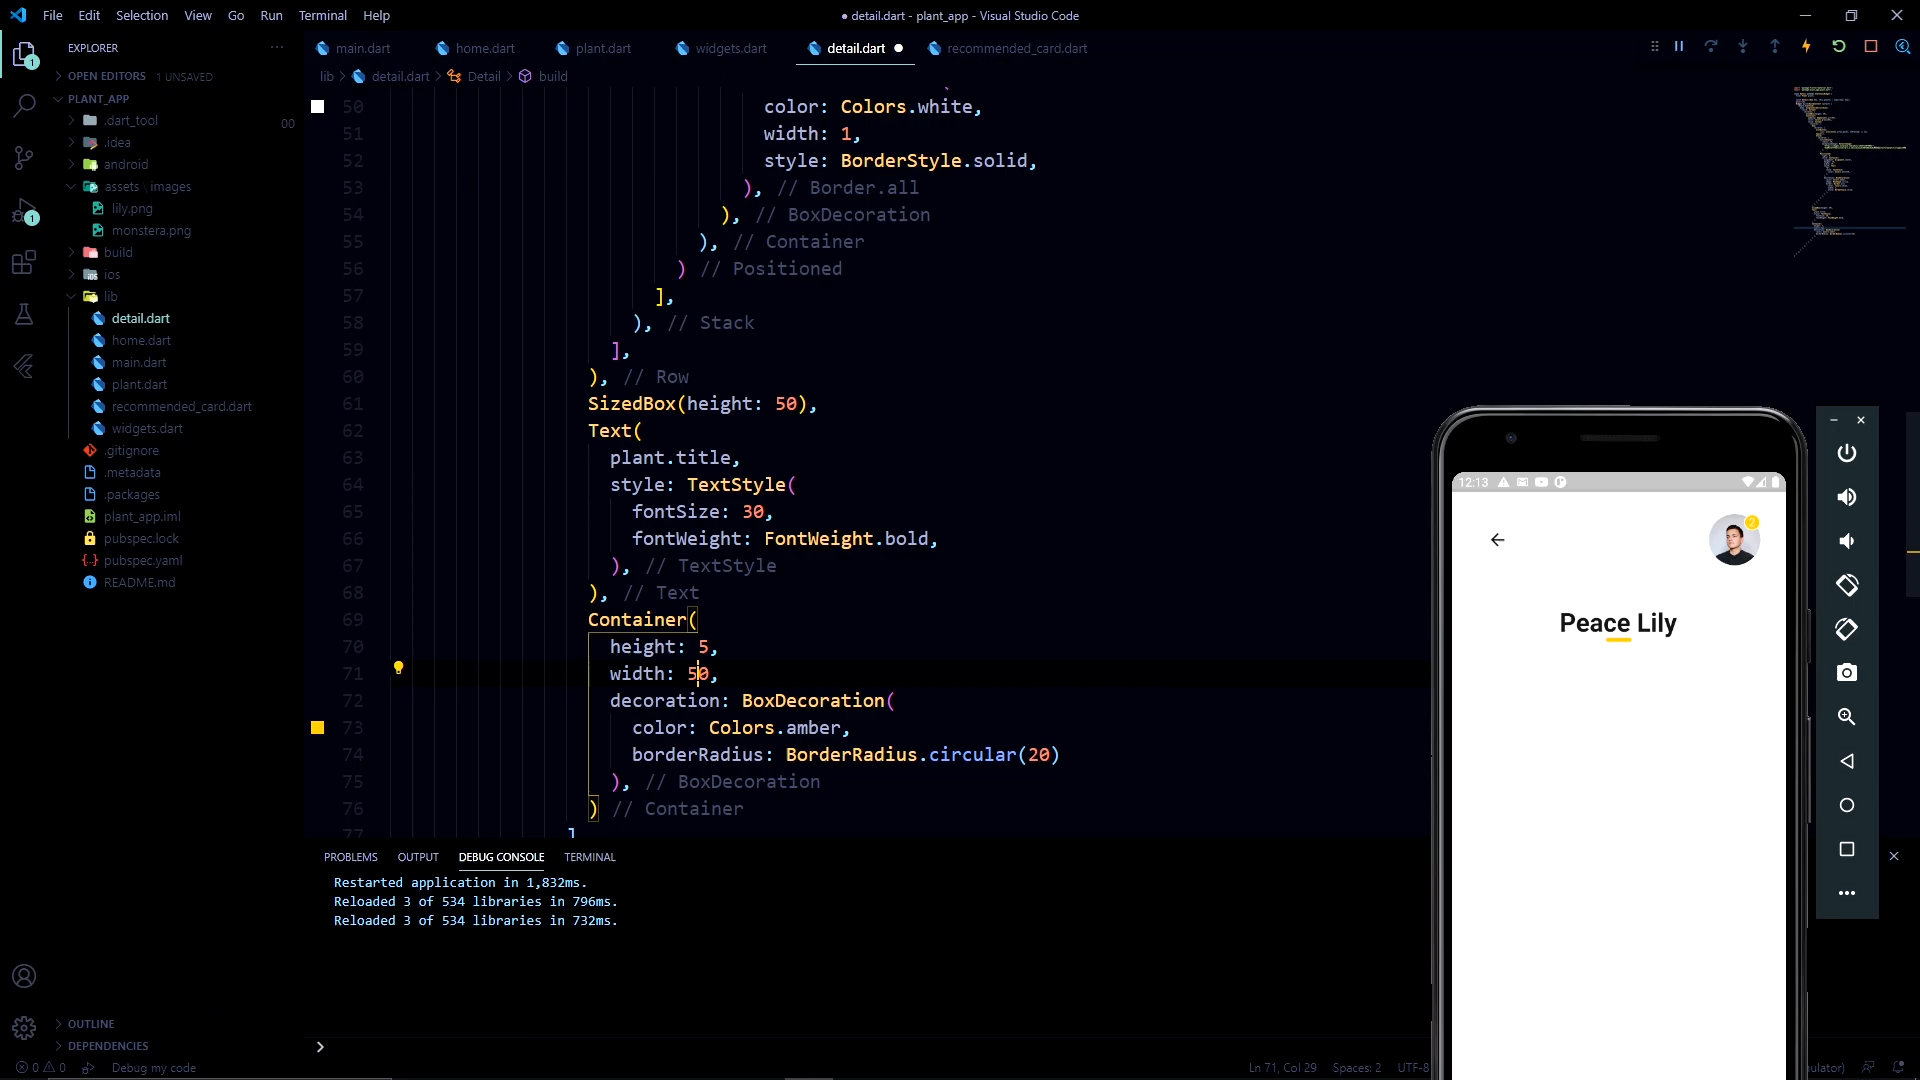 File Edit Selection View Go Run Terminal Help
● detail.dart - plant_app - Visual Studio Code
EXPLORER
1
OPEN EDITORS 1 UNSAVED
PLANT_APP
.dart_tool
.idea
android
assets \ images
lily.png
monstera.png
build
ios
lib
detail.dart
home.dart
main.dart
plant.dart
recommended_card.dart
widgets.dart
.gitignore
.metadata
.packages
plant_app.iml
pubspec.lock
pubspec.yaml
README.md
OUTLINE
DEPENDENCIES
1
main.dart home.dart plant.dart widgets.dart detail.dart recommended_card.dart
lib > detail.dart > Detail > build
50 color: Colors.white,
51 width: 1,
52 style: BorderStyle.solid,
53 ), // Border.all
54 ), // BoxDecoration
55 ), // Container
56 ) // Positioned
57 ],
58 ), // Stack
59 ],
60 ), // Row
61 SizedBox(height: 50),
62 Text(
63 plant.title,
64 style: TextStyle(
65 fontSize: 30,
66 fontWeight: FontWeight.bold,
67 ), // TextStyle
68 ), // Text
69 Container(
70 height: 5,
71 width: 50,
72 decoration: BoxDecoration(
73 color: Colors.amber,
74 borderRadius: BorderRadius.circular(20)
75 ), // BoxDecoration
76 ) // Container
77 ]
PROBLEMS OUTPUT DEBUG CONSOLE TERMINAL
Restarted application in 1,832ms.
Reloaded 3 of 534 libraries in 796ms.
Reloaded 3 of 534 libraries in 732ms.
12:13
2
Peace Lily
0 0 Debug my code
Ln 71, Col 29 Spaces: 2 UTF-8
ulator)